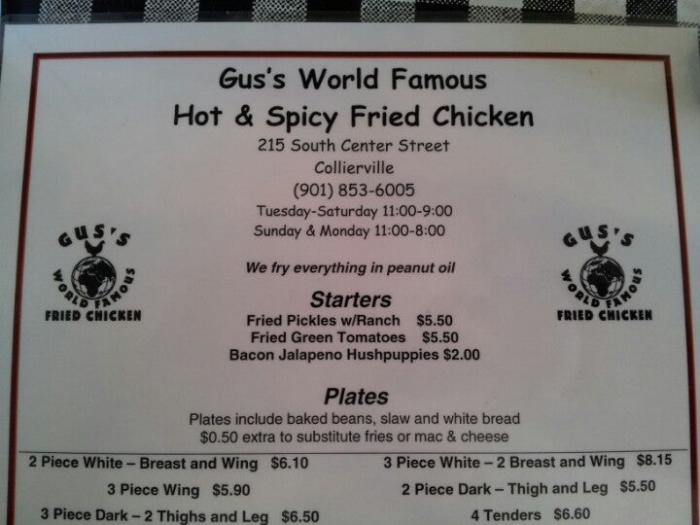 Gus's World Famous
Hot & Spicy Fried Chicken
215 South Center Street
Collierville
(901) 853-6005
Tuesday-Saturday 11:00-9:00
Sunday & Monday 11:00-8:00
GUS'S
WORLD FAMOUS
FRIED CHICKEN
GUS'S
WORLD FAMOUS
FRIED CHICKEN
We fry everything in peanut oil
Starters
Fried Pickles w/Ranch $5.50
Fried Green Tomatoes $5.50
Bacon Jalapeno Hushpuppies $2.00
Plates
Plates include baked beans, slaw and white bread
$0.50 extra to substitute fries or mac & cheese
2 Piece White – Breast and Wing $6.10
3 Piece White – 2 Breast and Wing $8.15
3 Piece Wing $5.90
2 Piece Dark – Thigh and Leg $5.50
3 Piece Dark – 2 Thighs and Leg $6.50
4 Tenders $6.60